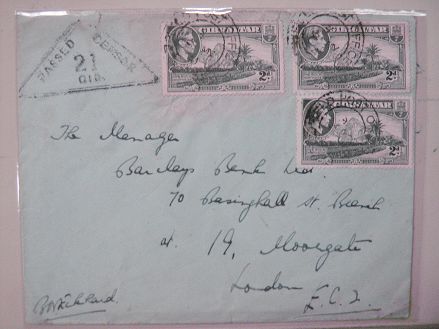 PASSED CENSOR
21
GIB.
GIBRALTAR
2d
GIBRALTAR
2d
GIBRALTAR
2d
The Manager
Barclays Bank Ltd.
70 Basinghall St. Branch
at 19, Moorgate
London
E.C.2.